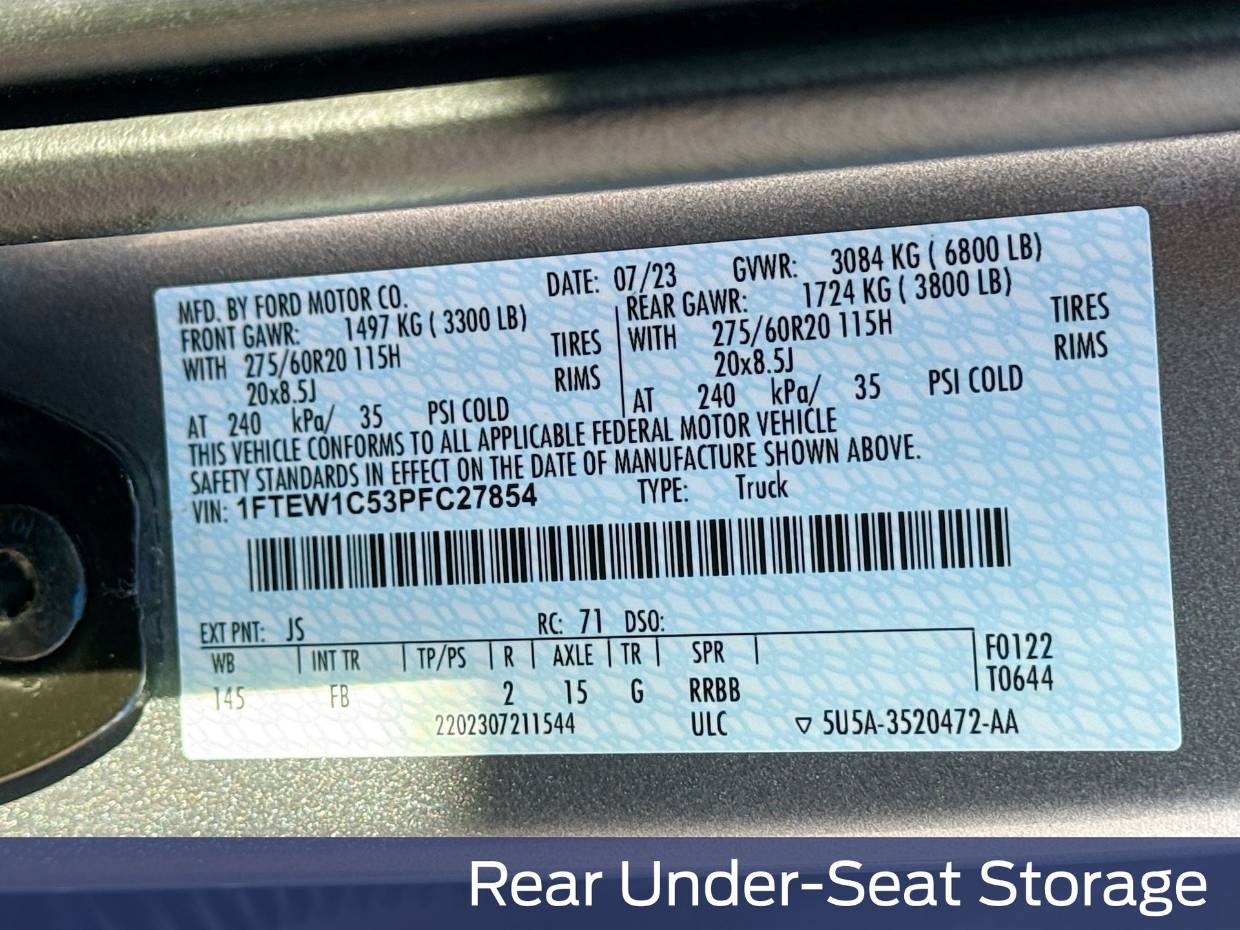 MFD. BY FORD MOTOR CO. DATE: 07/23 GVWR: 3084 KG ( 6800 LB)
FRONT GAWR: 1497 KG ( 3300 LB) REAR GAWR: 1724 KG ( 3800 LB)
WITH 275/60R20 115H TIRES WITH 275/60R20 115H TIRES
20x8.5J RIMS 20x8.5J RIMS
AT 240 kPa/ 35 PSI COLD AT 240 kPa/ 35 PSI COLD
THIS VEHICLE CONFORMS TO ALL APPLICABLE FEDERAL MOTOR VEHICLE
SAFETY STANDARDS IN EFFECT ON THE DATE OF MANUFACTURE SHOWN ABOVE.
VIN: 1FTEW1C53PFC27854 TYPE: Truck
EXT PNT: JS RC: 71 DSO:
WB INT TR TP/PS R AXLE TR SPR F0122
145 FB 2 15 G RRBB T0644
2202307211544 ULC ▽ 5U5A-3520472-AA
Rear Under-Seat Storage